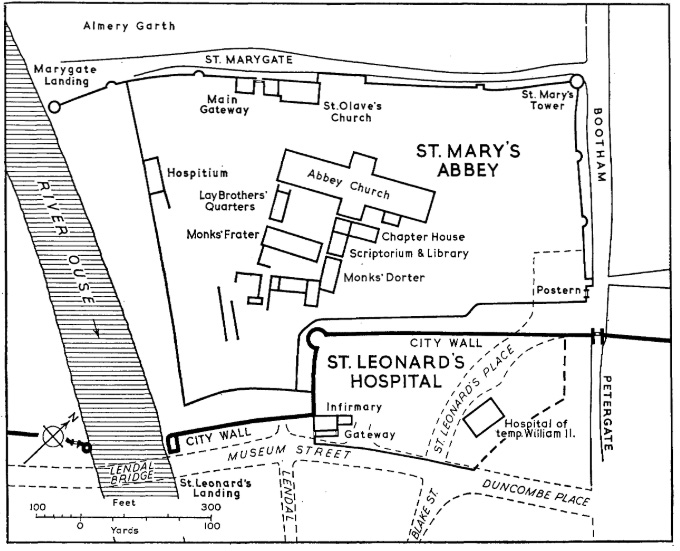 Almery Garth
ST. MARYGATE
Marygate
Landing
Main
Gateway
St. Olave's
Church
St. Mary's
Tower
BOOTHAM
ST. MARY'S
ABBEY
Hospitium
Abbey Church
Lay Brothers'
Quarters
Monks' Frater
Chapter House
Scriptorium & Library
Monks' Dorter
RIVER OUSE
Postern
CITY WALL
ST. LEONARD'S
HOSPITAL
ST. LEONARD'S PLACE
PETERGATE
Infirmary
Gateway
Hospital of
temp. William II.
N
CITY WALL
MUSEUM STREET
LENDAL
BRIDGE
St. Leonard's
Landing
LENDAL
BLAKE ST.
DUNCOMBE PLACE
Feet
100 0 300
0 100
Yards